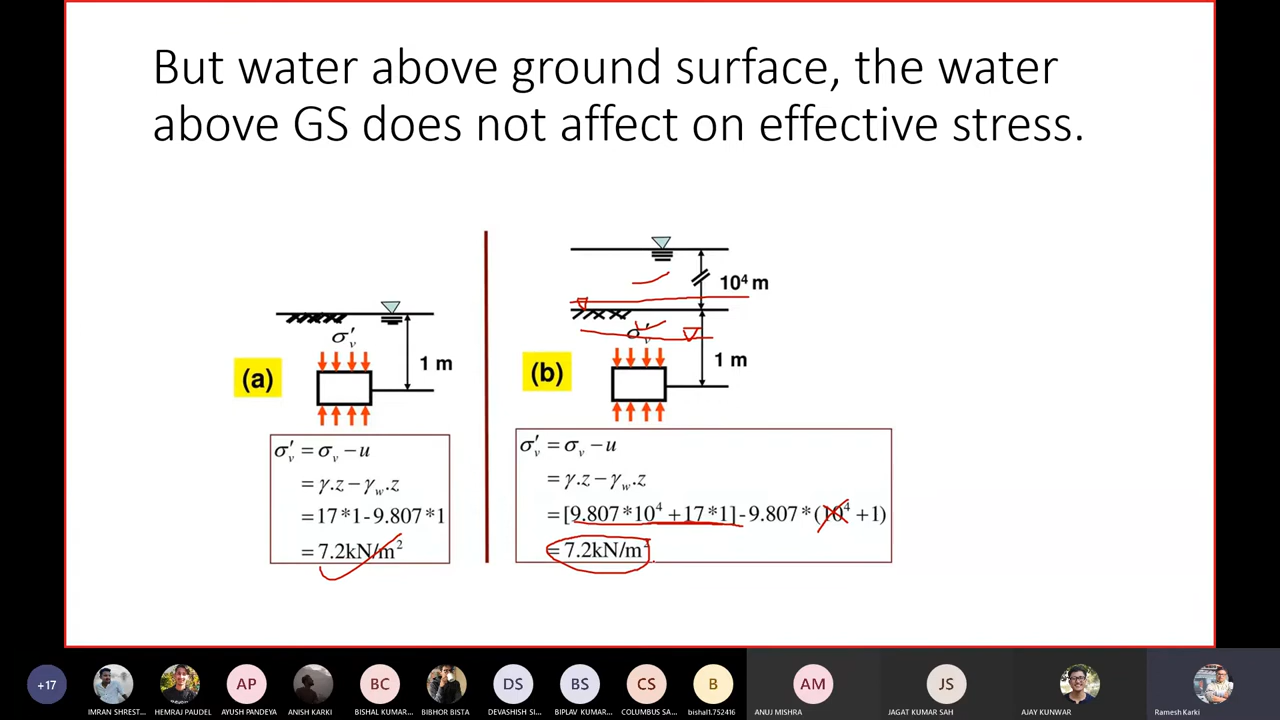 But water above ground surface, the water
above GS does not affect on effective stress.
10⁴ m
σ′ᵥ
1 m
(a)
σ′ᵥ
1 m
(b)
σ′ᵥ = σᵥ − u
= γ.z − γ_w.z
= 17 * 1 - 9.807 * 1
= 7.2kN/m²
σ′ᵥ = σᵥ − u
= γ.z − γ_w.z
= [9.807 * 10⁴ + 17 * 1] - 9.807 * (10⁴ + 1)
= 7.2kN/m²
+17
AP
BC
DS
BS
CS
B
AM
JS
IMRAN SHREST...
HEMRAJ PAUDEL
AYUSH PANDEYA
ANISH KARKI
BISHAL KUMAR...
BIBHOR BISTA
DEVASHISH SI...
BIPLAV KUMAR...
COLUMBUS SA...
bishal1.752416
ANUJ MISHRA
JAGAT KUMAR SAH
AJAY KUNWAR
Ramesh Karki